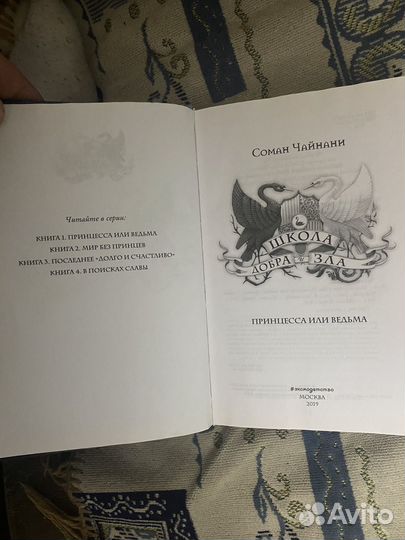 Читайте в серии:
КНИГА 1. ПРИНЦЕССА ИЛИ ВЕДЬМА
КНИГА 2. МИР БЕЗ ПРИНЦЕВ
КНИГА 3. ПОСЛЕДНЕЕ «ДОЛГО И СЧАСТЛИВО»
КНИГА 4. В ПОИСКАХ СЛАВЫ
Соман Чайнани
ШКОЛА
ДОБРА И ЗЛА
ПРИНЦЕССА ИЛИ ВЕДЬМА
#эксмодетство
МОСКВА
2019
Avito